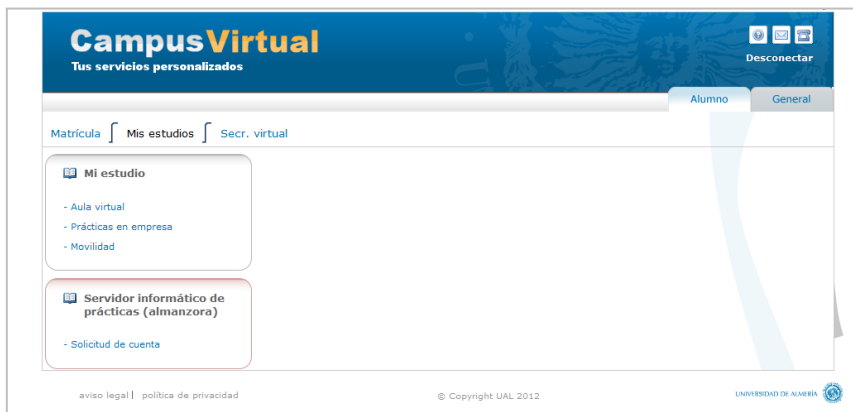 CampusVirtual
Tus servicios personalizados
Desconectar
Alumno
General
Matrícula
Mis estudios
Secr. virtual
Mi estudio
- Aula virtual
- Prácticas en empresa
- Movilidad
Servidor informático de
prácticas (almanzora)
- Solicitud de cuenta
aviso legal | política de privacidad
© Copyright UAL 2012
UNIVERSIDAD DE ALMERÍA